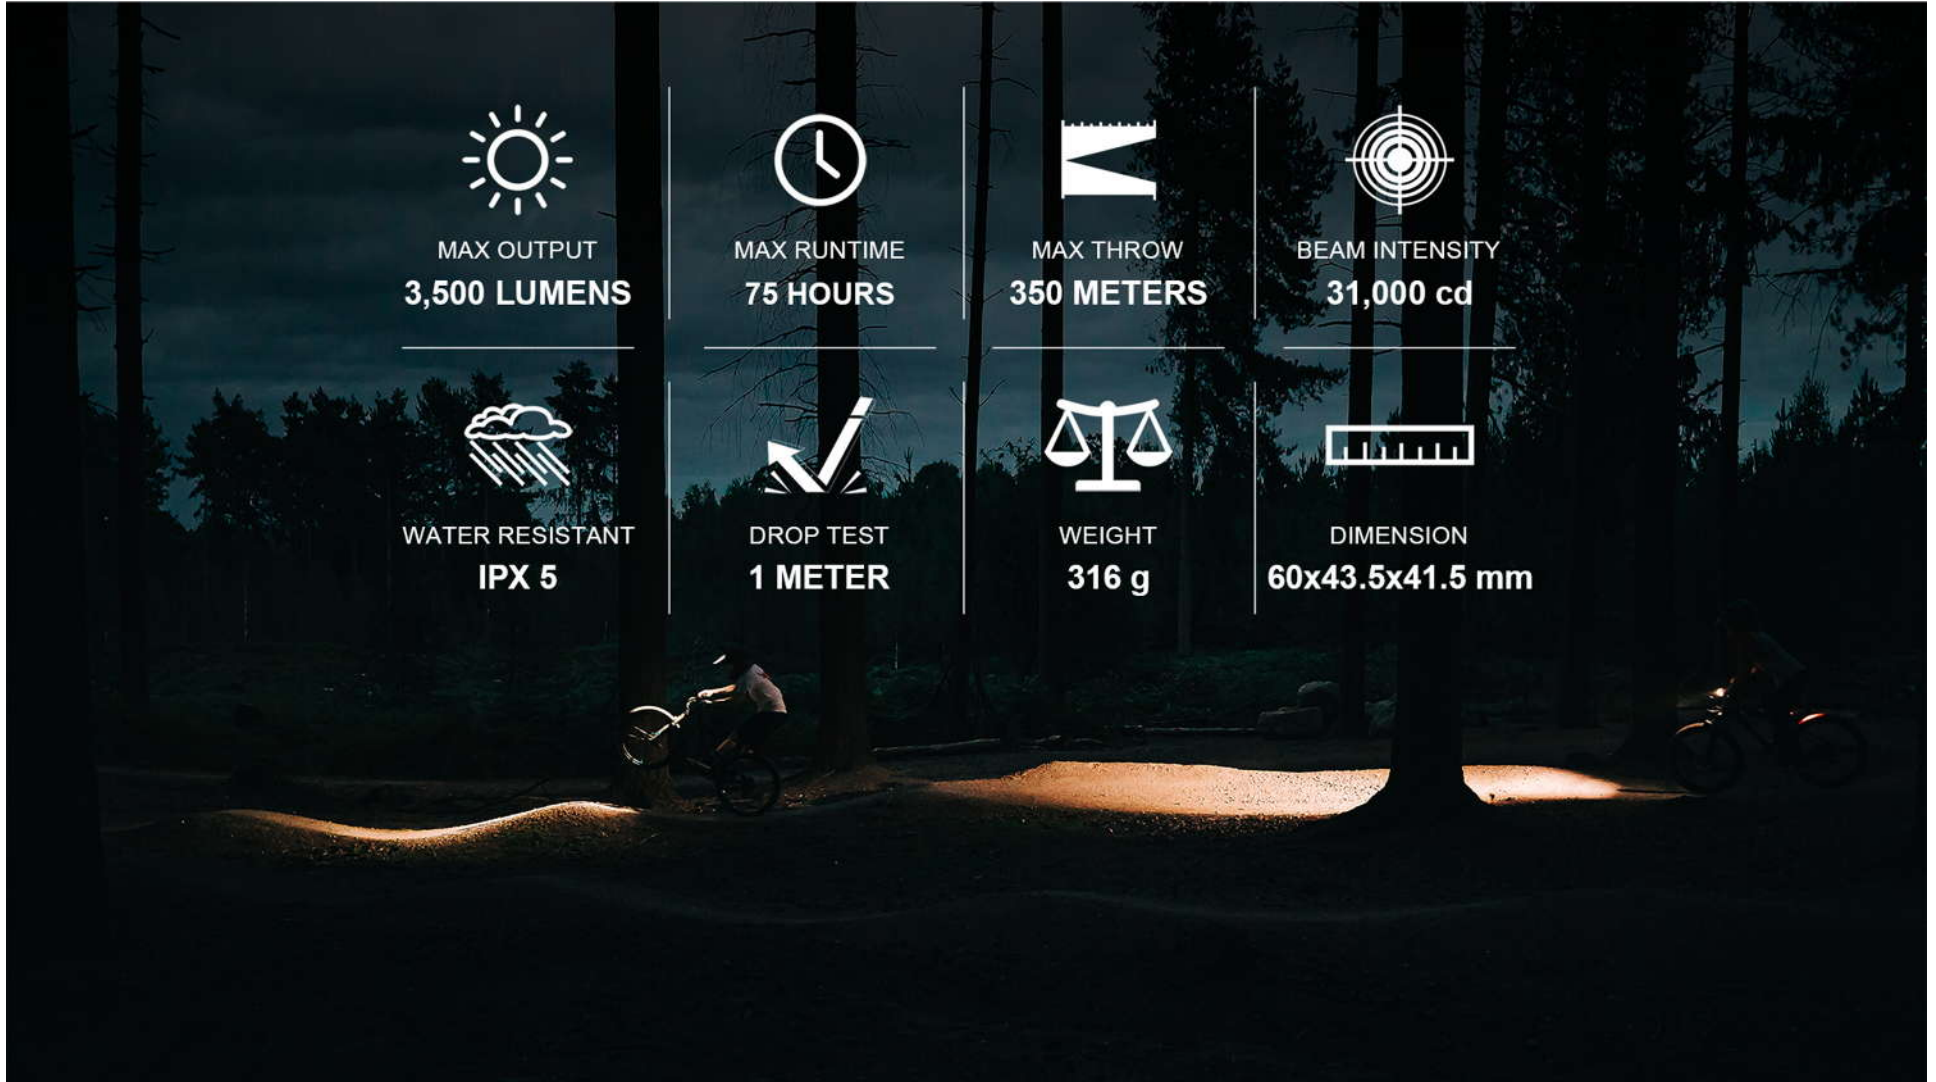 MAX OUTPUT
3,500 LUMENS
MAX RUNTIME
75 HOURS
MAX THROW
350 METERS
BEAM INTENSITY
31,000 cd
WATER RESISTANT
IPX 5
DROP TEST
1 METER
WEIGHT
316 g
DIMENSION
60x43.5x41.5 mm